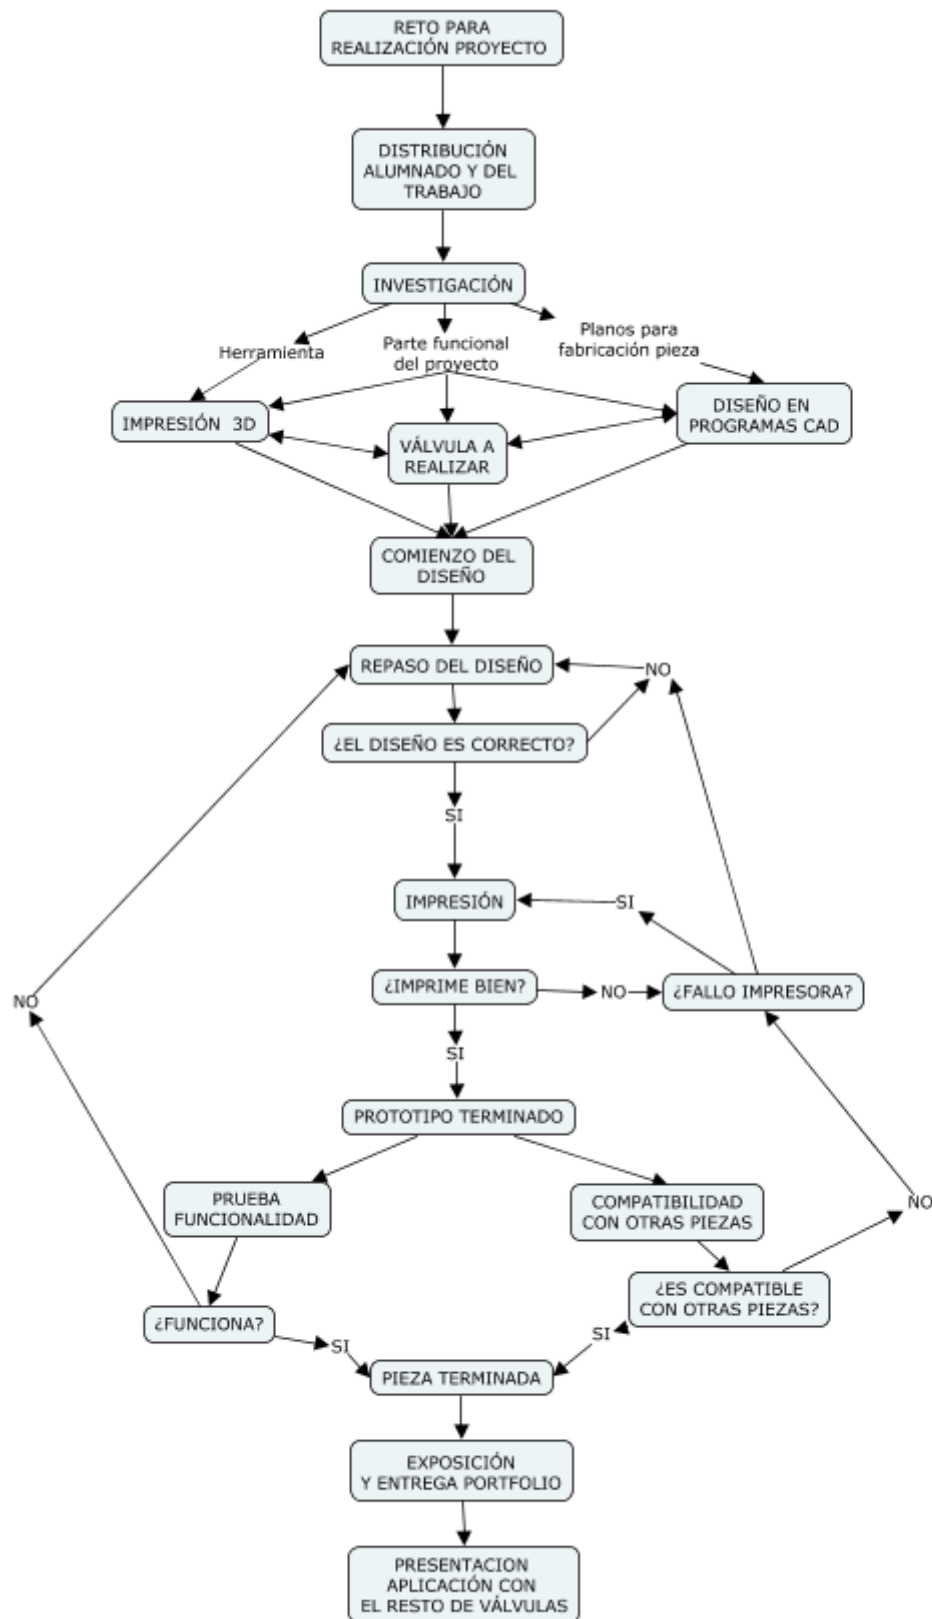 RETO PARA
REALIZACIÓN PROYECTO
DISTRIBUCIÓN
ALUMNADO Y DEL
TRABAJO
INVESTIGACIÓN
Herramienta
Parte funcional
del proyecto
Planos para
fabricación pieza
IMPRESIÓN 3D
VÁLVULA A
REALIZAR
DISEÑO EN
PROGRAMAS CAD
COMIENZO DEL
DISEÑO
REPASO DEL DISEÑO
NO
¿EL DISEÑO ES CORRECTO?
SI
IMPRESIÓN
SI
¿IMPRIME BIEN?
NO
¿FALLO IMPRESORA?
NO
SI
PROTOTIPO TERMINADO
PRUEBA
FUNCIONALIDAD
COMPATIBILIDAD
CON OTRAS PIEZAS
NO
¿FUNCIONA?
¿ES COMPATIBLE
CON OTRAS PIEZAS?
SI
SI
PIEZA TERMINADA
EXPOSICIÓN
Y ENTREGA PORTFOLIO
PRESENTACION
APLICACIÓN CON
EL RESTO DE VÁLVULAS